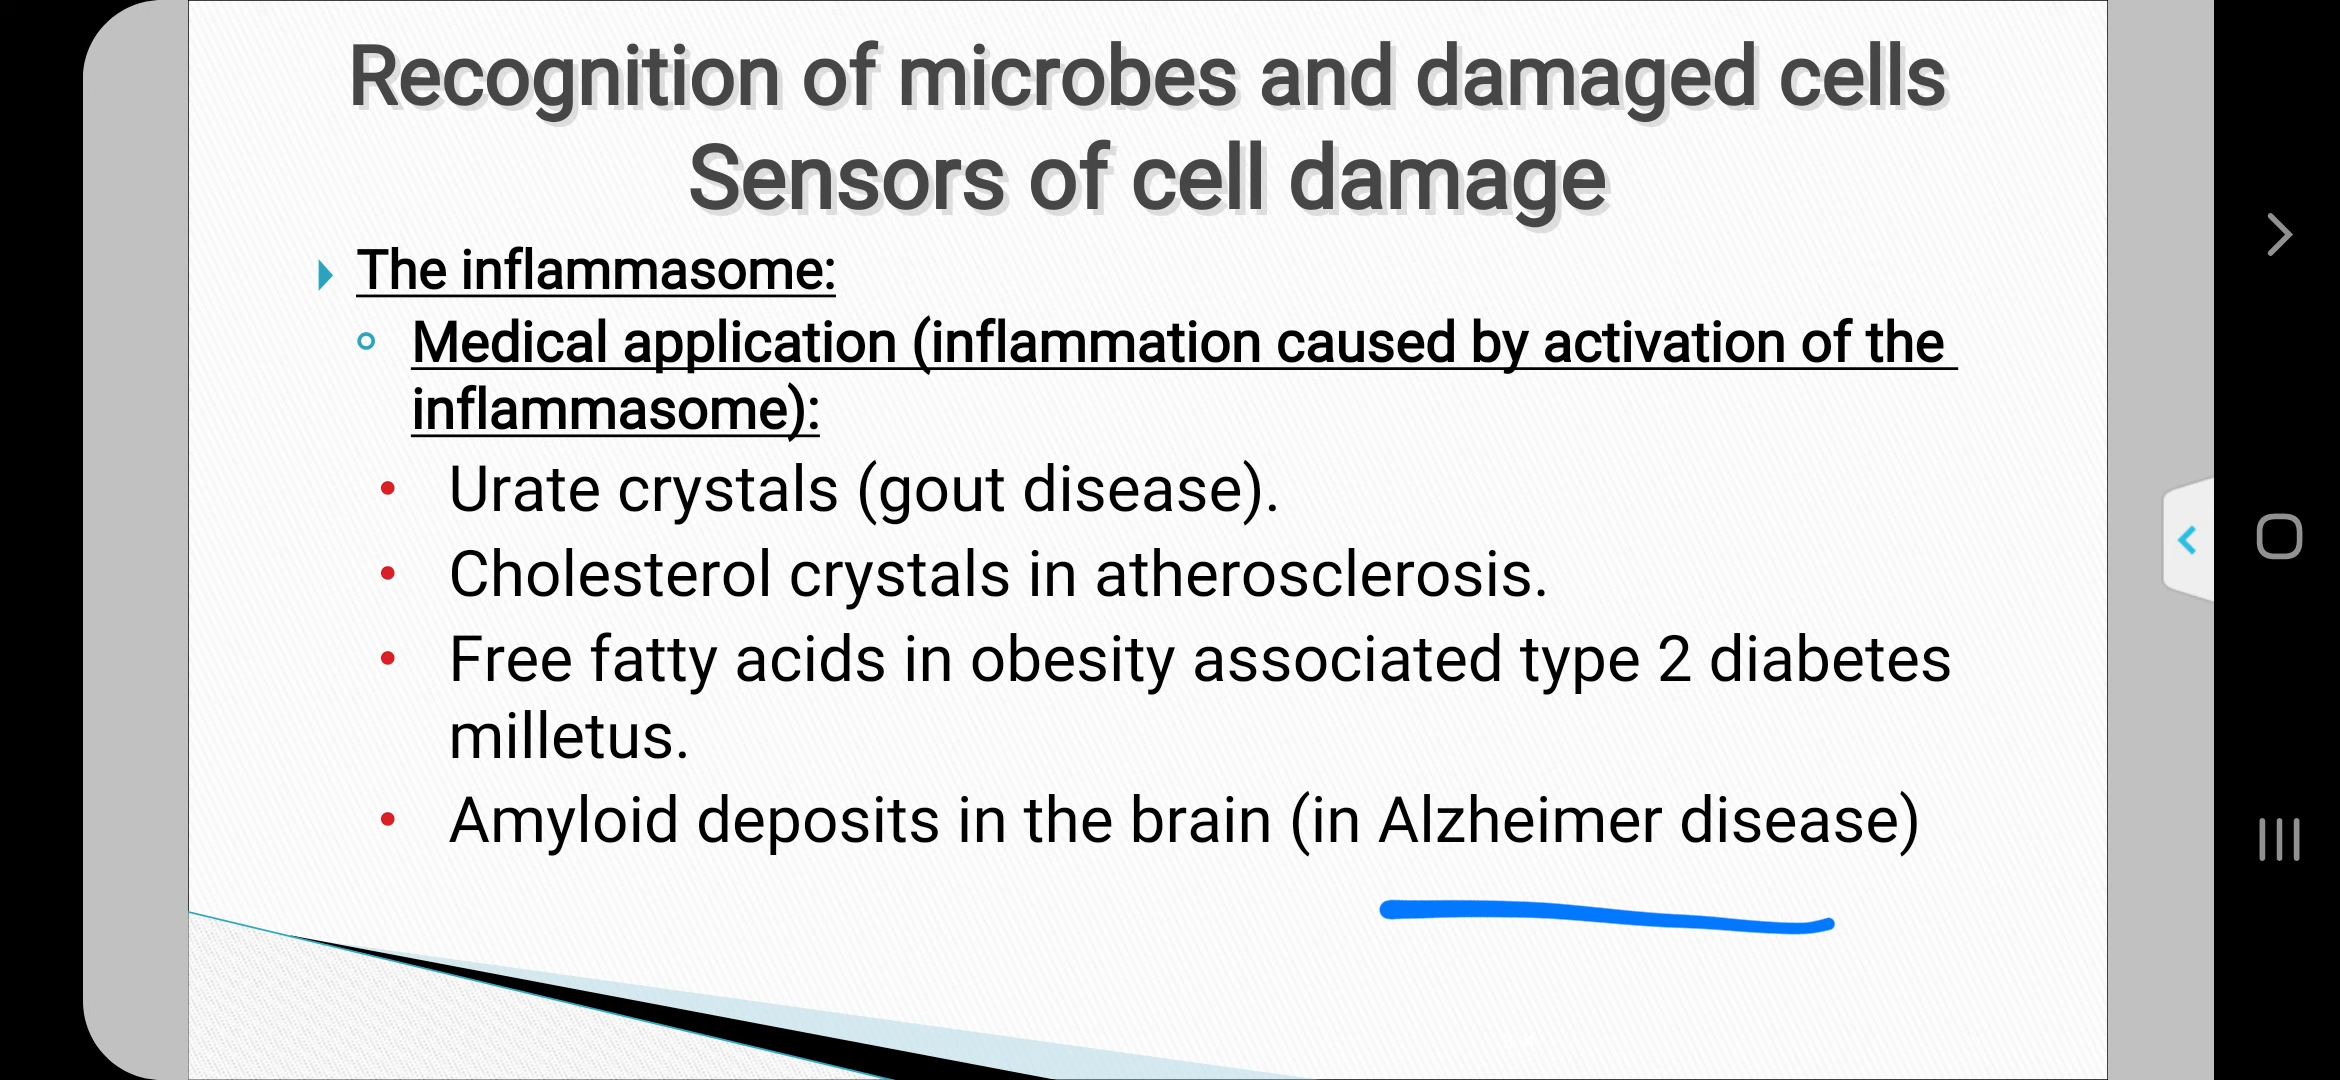 Recognition of microbes and damaged cells
Sensors of cell damage
The inflammasome:
Medical application (inflammation caused by activation of the
inflammasome):
Urate crystals (gout disease).
Cholesterol crystals in atherosclerosis.
Free fatty acids in obesity associated type 2 diabetes
milletus.
Amyloid deposits in the brain (in Alzheimer disease)